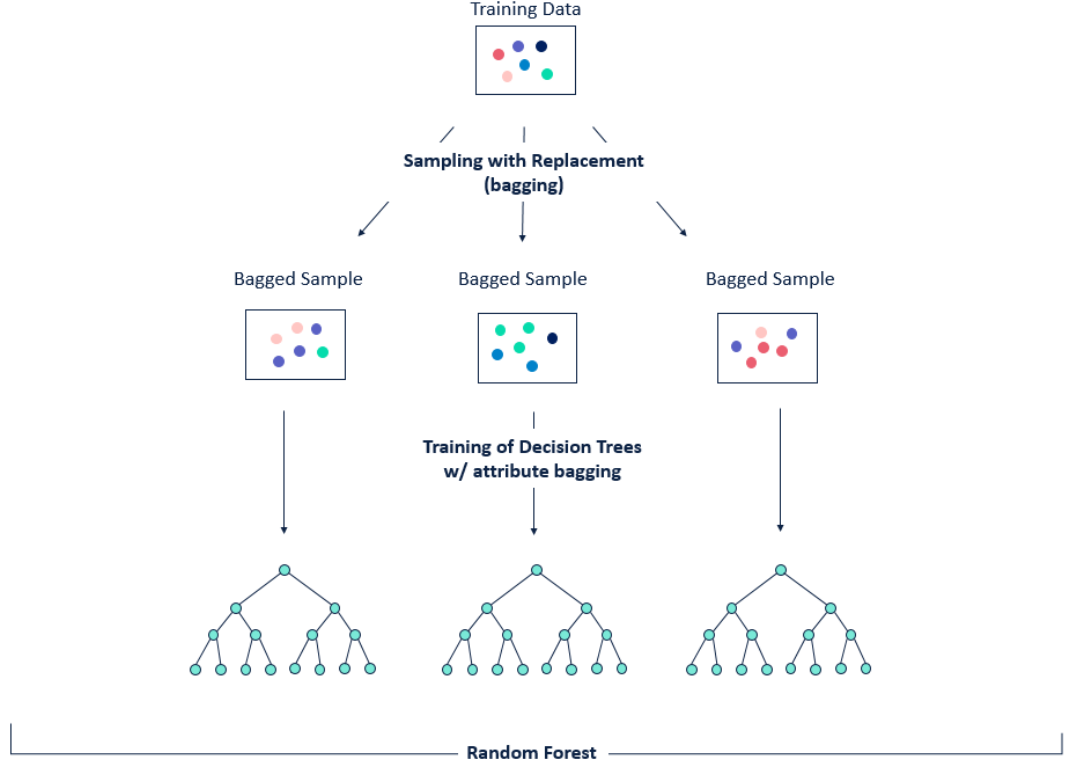 Training Data
Sampling with Replacement
(bagging)
Bagged Sample
Bagged Sample
Bagged Sample
Training of Decision Trees
w/ attribute bagging
Random Forest